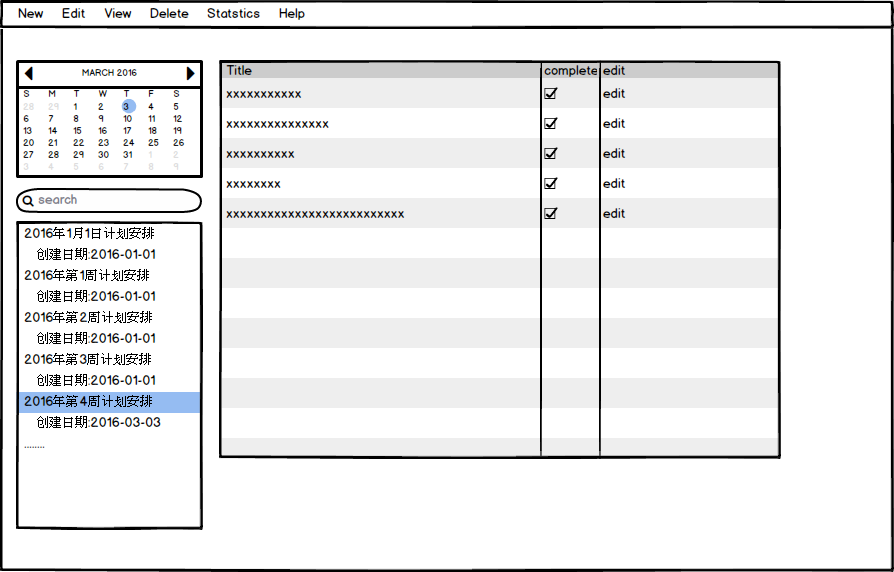 New Edit View Delete Statstics Help
MARCH 2016
S M T W T F S
28 29 1 2 3 4 5
6 7 8 9 10 11 12
13 14 15 16 17 18 19
20 21 22 23 24 25 26
27 28 29 30 31 1 2
3 4 5 6 7 8 9
search
2016年1月1日计划安排
创建日期:2016-01-01
2016年第1周计划安排
创建日期:2016-01-01
2016年第2周计划安排
创建日期:2016-01-01
2016年第3周计划安排
创建日期:2016-01-01
2016年第4周计划安排
创建日期:2016-03-03
........
Title complete edit
xxxxxxxxxxx edit
xxxxxxxxxxxxxxx edit
xxxxxxxxxx edit
xxxxxxxx edit
xxxxxxxxxxxxxxxxxxxxxxxxxx edit